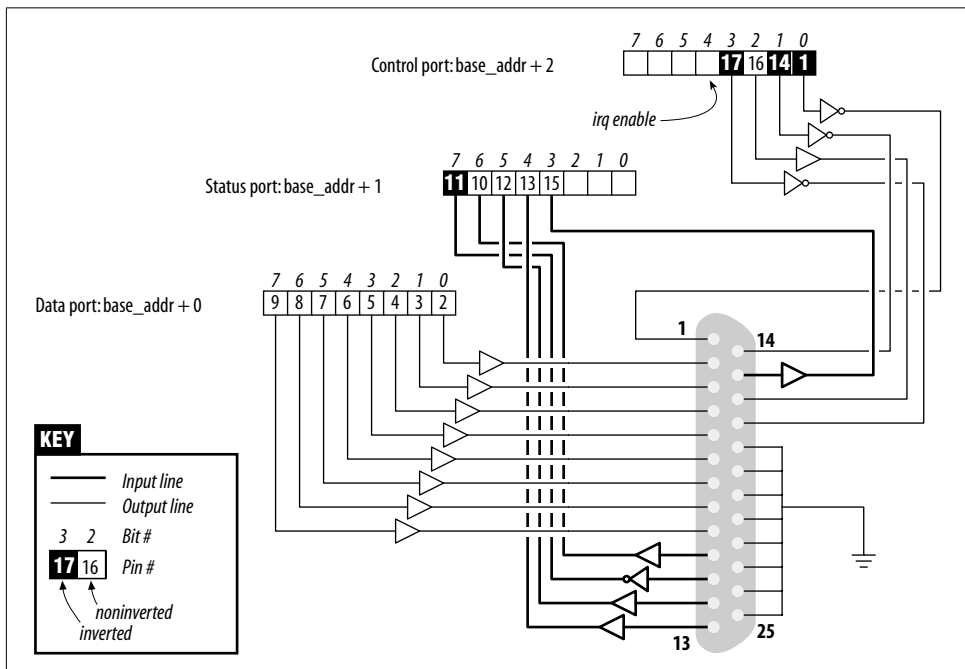 7 6 5 4 3 2 1 0
Control port: base_addr + 2
17 16 14 1
irq enable
7 6 5 4 3 2 1 0
Status port: base_addr + 1
11 10 12 13 15
7 6 5 4 3 2 1 0
Data port: base_addr + 0
9 8 7 6 5 4 3 2
1
14
KEY
Input line
Output line
3 2 Bit #
17 16 Pin #
noninverted
inverted
13
25